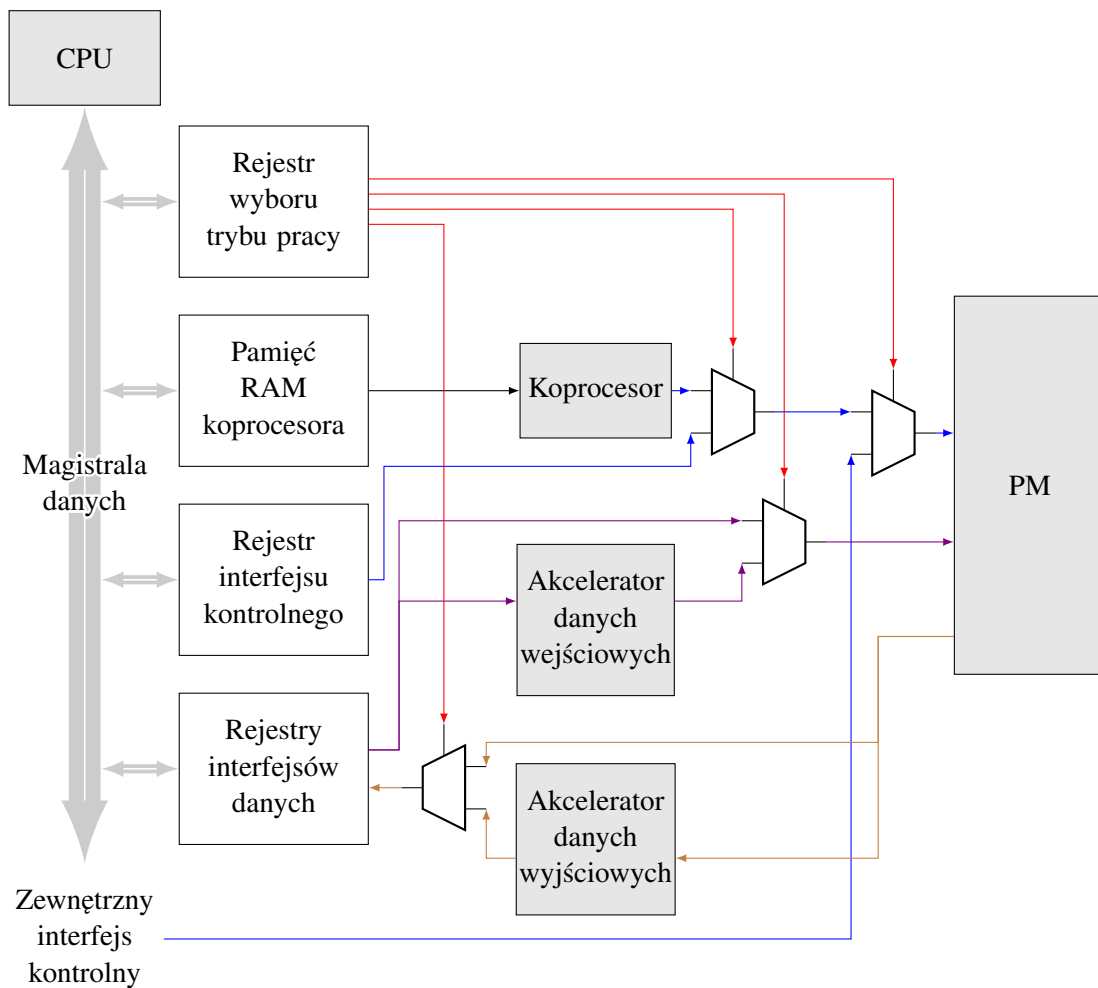 CPU
Rejestr
wyboru
trybu pracy
Pamięć
RAM
koprocesora
Koprocesor
Magistrala
danych
PM
Rejestr
interfejsu
kontrolnego
Akcelerator
danych
wejściowych
Rejestry
interfejsów
danych
Akcelerator
danych
wyjściowych
Zewnętrzny
interfejs
kontrolny